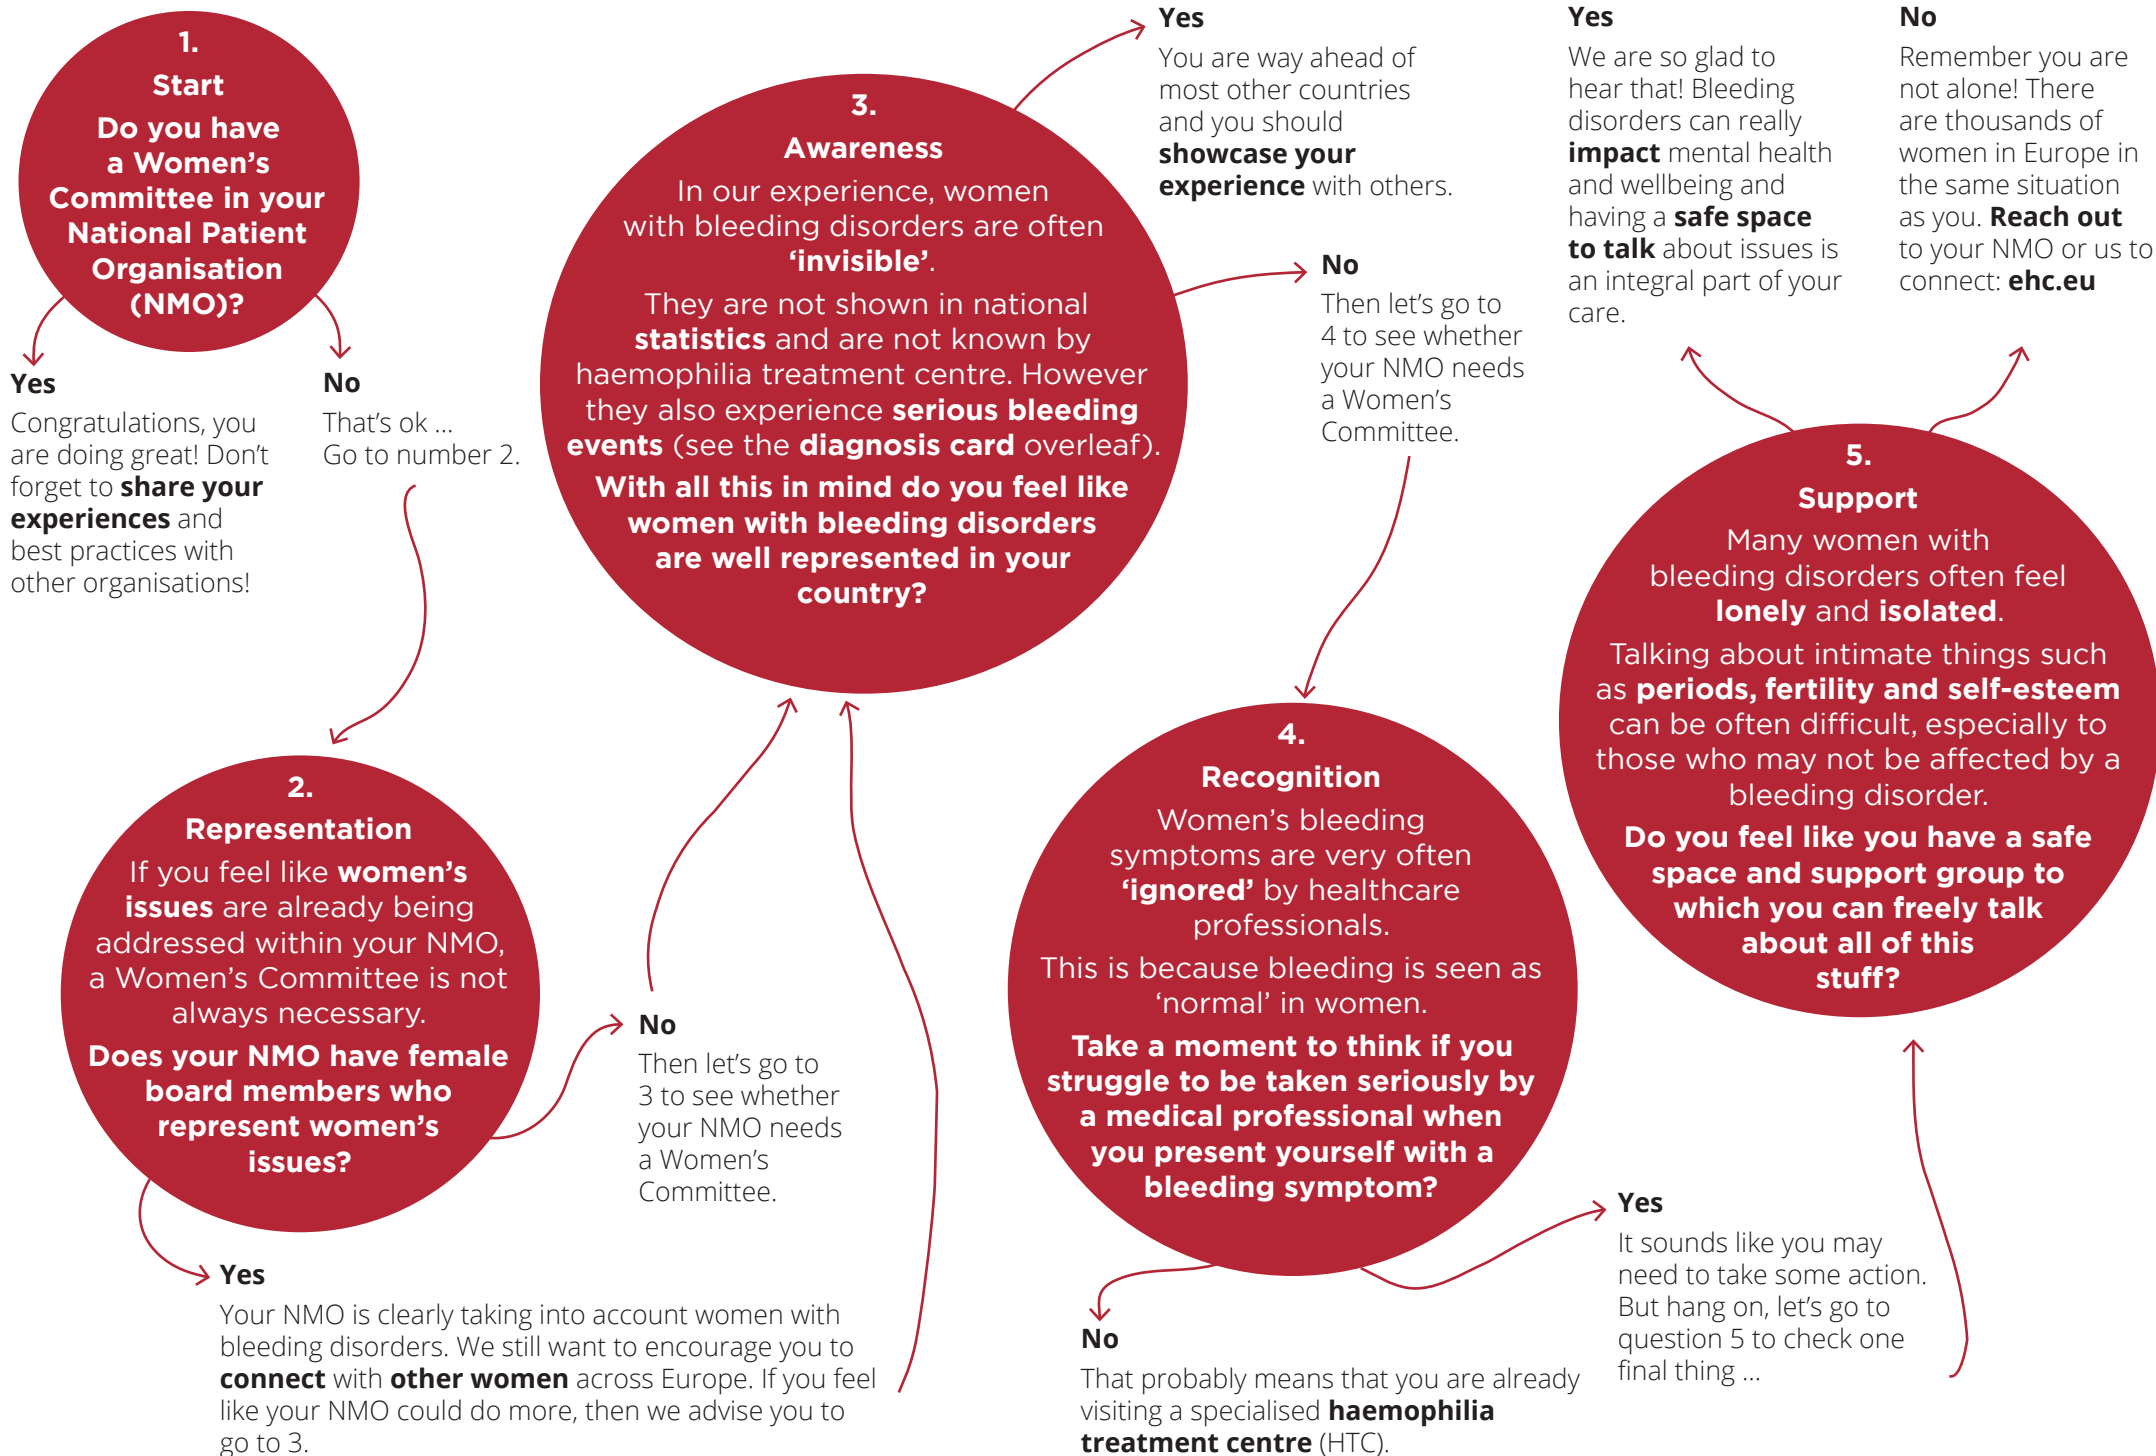 1.
Start
Do you have
a Women’s
Committee in your
National Patient
Organisation
(NMO)?
Yes
Congratulations, you
are doing great! Don’t
forget to share your
experiences and
best practices with
other organisations!
No
That’s ok ...
Go to number 2.
2.
Representation
If you feel like women’s
issues are already being
addressed within your NMO,
a Women’s Committee is not
always necessary.
Does your NMO have female
board members who
represent women’s
issues?
No
Then let’s go to
3 to see whether
your NMO needs
a Women’s
Committee.
Yes
Your NMO is clearly taking into account women with
bleeding disorders. We still want to encourage you to
connect with other women across Europe. If you feel
like your NMO could do more, then we advise you to
go to 3.
3.
Awareness
In our experience, women
with bleeding disorders are often
‘invisible’.
They are not shown in national
statistics and are not known by
haemophilia treatment centre. However
they also experience serious bleeding
events (see the diagnosis card overleaf).
With all this in mind do you feel like
women with bleeding disorders
are well represented in your
country?
Yes
You are way ahead of
most other countries
and you should
showcase your
experience with others.
No
Then let’s go to
4 to see whether
your NMO needs
a Women’s
Committee.
4.
Recognition
Women’s bleeding
symptoms are very often
‘ignored’ by healthcare
professionals.
This is because bleeding is seen as
‘normal’ in women.
Take a moment to think if you
struggle to be taken seriously by
a medical professional when
you present yourself with a
bleeding symptom?
No
That probably means that you are already
visiting a specialised haemophilia
treatment centre (HTC).
Yes
It sounds like you may
need to take some action.
But hang on, let’s go to
question 5 to check one
final thing ...
5.
Support
Many women with
bleeding disorders often feel
lonely and isolated.
Talking about intimate things such
as periods, fertility and self-esteem
can be often difficult, especially to
those who may not be affected by a
bleeding disorder.
Do you feel like you have a safe
space and support group to
which you can freely talk
about all of this
stuff?
Yes
We are so glad to
hear that! Bleeding
disorders can really
impact mental health
and wellbeing and
having a safe space
to talk about issues is
an integral part of your
care.
No
Remember you are
not alone! There
are thousands of
women in Europe in
the same situation
as you. Reach out
to your NMO or us to
connect: ehc.eu